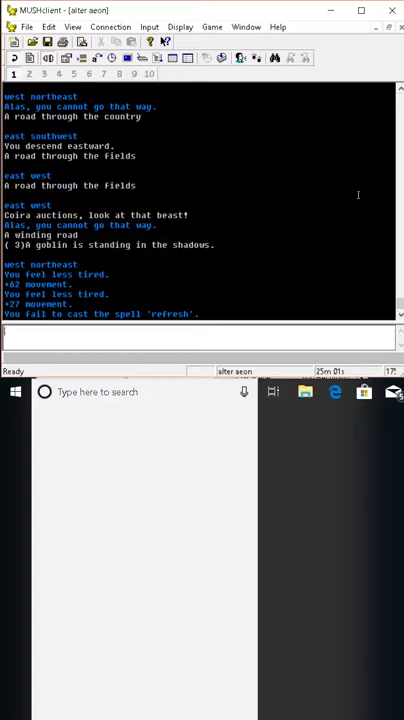 MUSHclient - [alter aeon]
File Edit View Connection Input Display Game Window Help
1 2 3 4 5 6 7 8 9 10
west northeast
Alas, you cannot go that way.
A road through the country
east southwest
You descend eastward.
A road through the fields
east west
A road through the fields
east west
Coira auctions, look at that beast!
Alas, you cannot go that way.
A winding road
( 3)A goblin is standing in the shadows.
west northeast
You feel less tired.
+62 movement.
You feel less tired.
+27 movement.
You fail to cast the spell 'refresh'.
Ready alter aeon 25m 01s
Type here to search